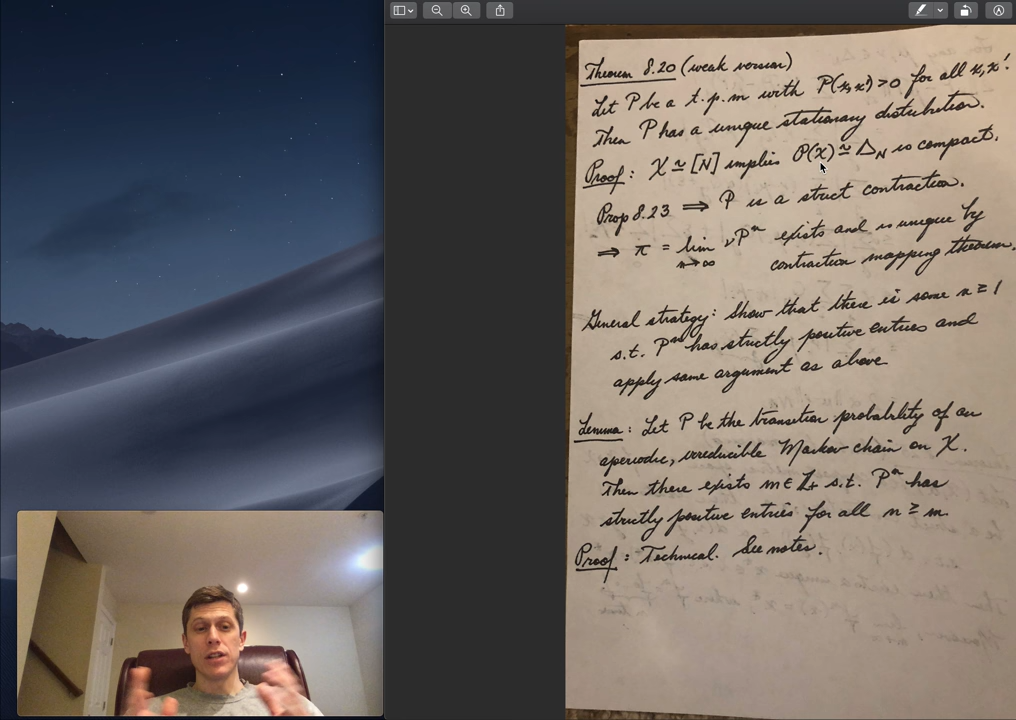 Theorem 8.20 (weak version)
Let P be a t.p.m with P(x,x') > 0 for all x,x'!
Then P has a unique stationary distribution.
Proof: X ≃ [N] implies P(X) ≃ Δ_N is compact.
Prop 8.23 ⟹ P is a strict contraction.
⟹ π = lim_{n→∞} νPⁿ exists and is unique by
contraction mapping theorem.
General strategy: Show that there is some n ≥ 1
s.t. Pⁿ has strictly positive entries and
apply same argument as above
Lemma: Let P be the transition probability of an
aperiodic, irreducible Markov chain on X.
Then there exists m ∈ ℤ₊ s.t. Pⁿ has
strictly positive entries for all n ≥ m.
Proof: Technical. See notes.